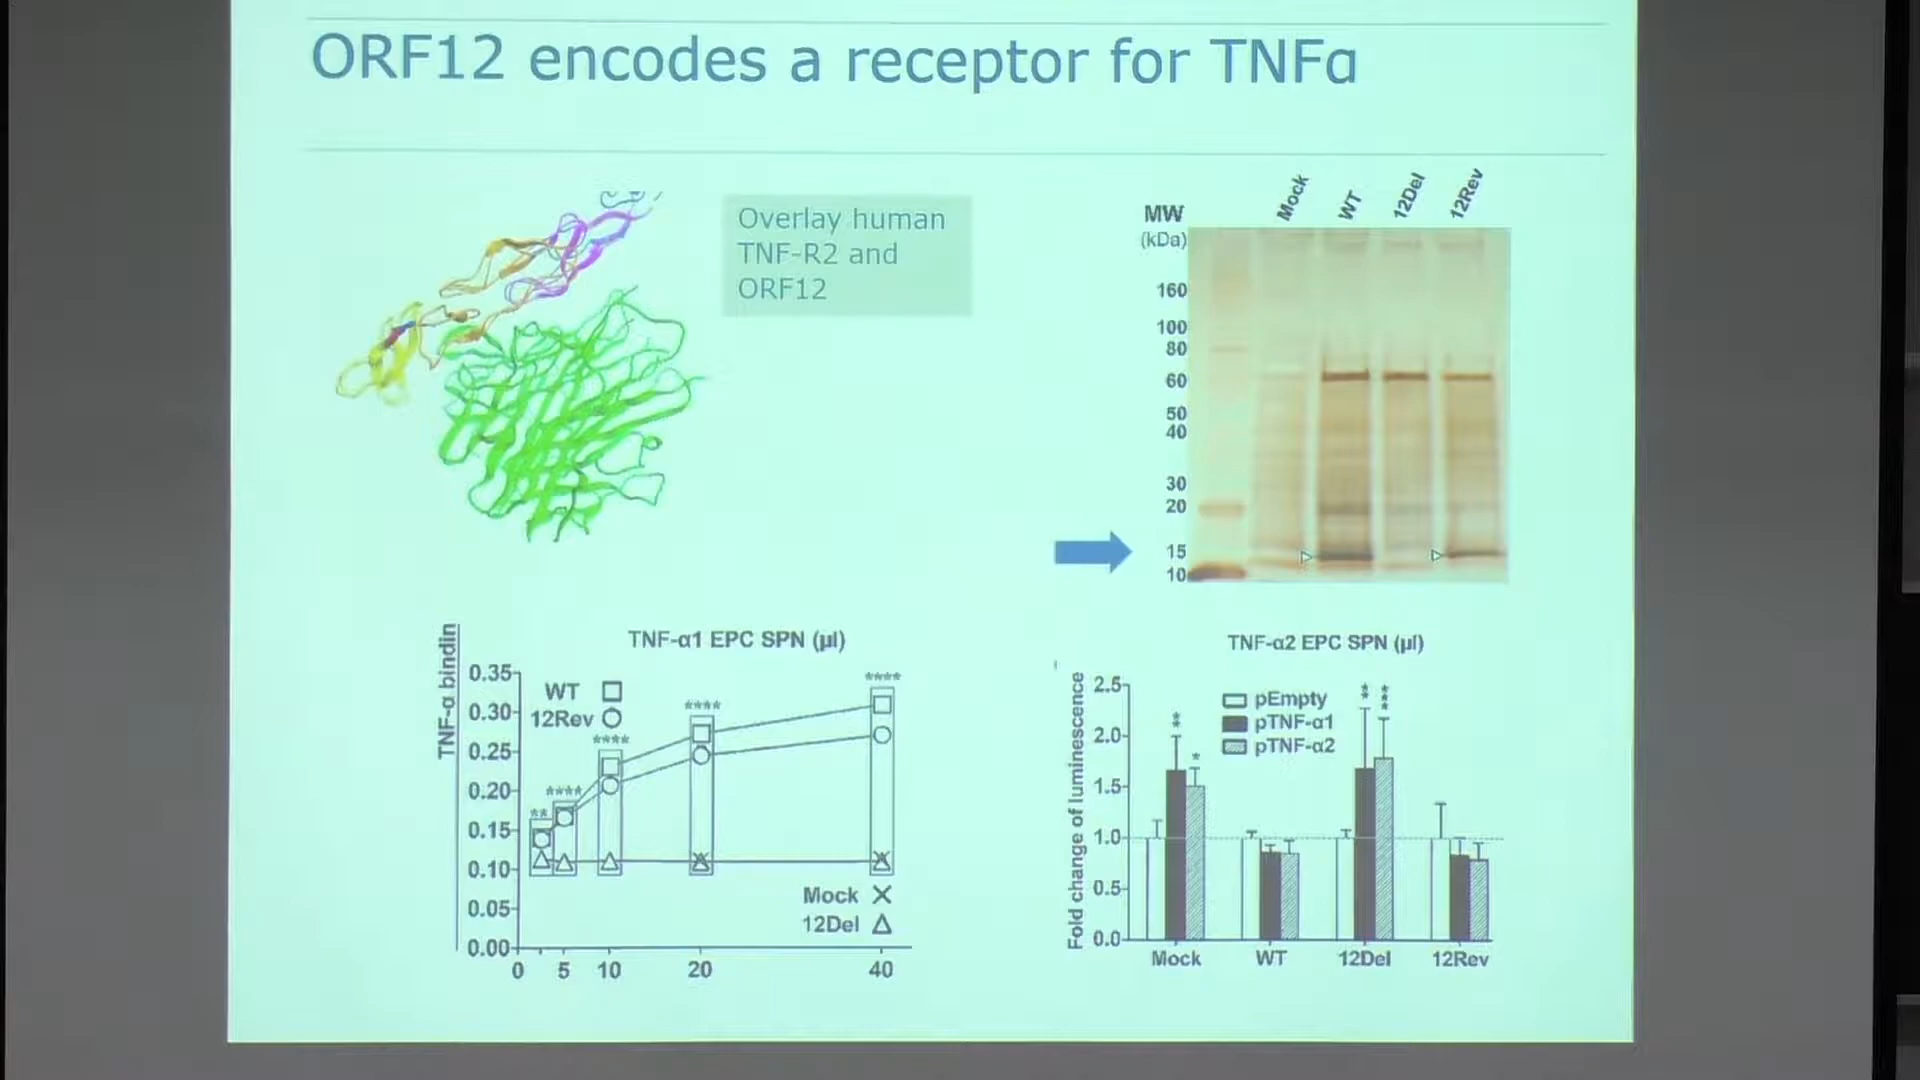 ORF12 encodes a receptor for TNFα
Overlay human
TNF-R2 and
ORF12
Mock
WT
12Del
12Rev
MW
(kDa)
160
100
80
60
50
40
30
20
15
10
TNF-α1 EPC SPN (µl)
TNF-α bindin
0.35
0.30
0.25
0.20
0.15
0.10
0.05
0.00
WT
12Rev
**
****
****
****
****
Mock
12Del
0
5
10
20
40
TNF-α2 EPC SPN (µl)
Fold change of luminescence
2.5
2.0
1.5
1.0
0.5
0.0
pEmpty
pTNF-α1
pTNF-α2
**
*
**
***
Mock
WT
12Del
12Rev